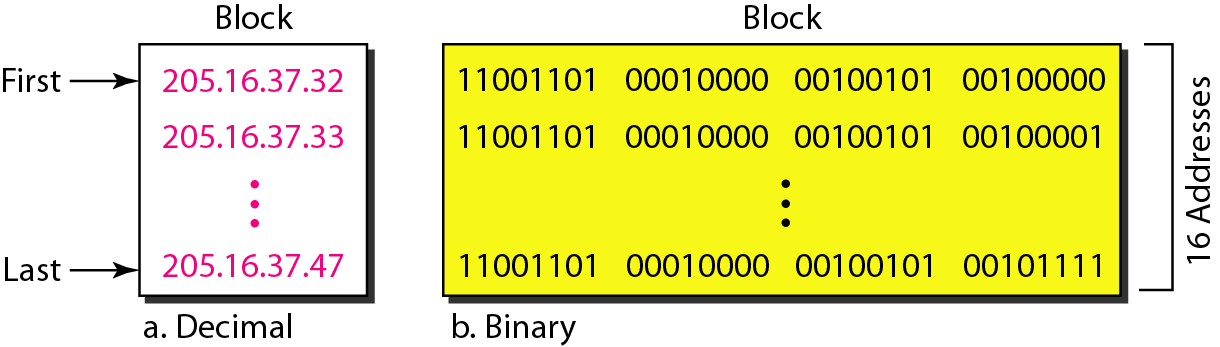 Block
Block
First
205.16.37.32
11001101 00010000 00100101 00100000
205.16.37.33
11001101 00010000 00100101 00100001
Last
205.16.37.47
11001101 00010000 00100101 00101111
16 Addresses
a. Decimal
b. Binary